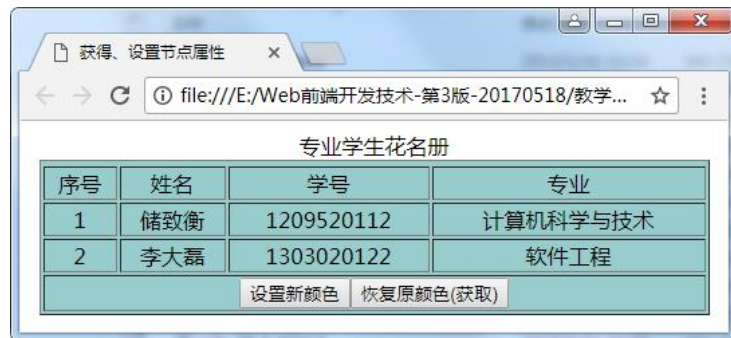 获得、设置节点属性
file:///E:/Web前端开发技术-第3版-20170518/教学...
专业学生花名册
序号 姓名 学号 专业
1 储致衡 1209520112 计算机科学与技术
2 李大磊 1303020122 软件工程
设置新颜色 恢复原颜色(获取)